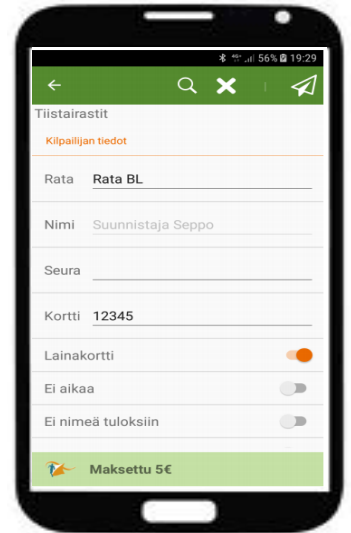 56% 19:29
Tiistairastit
Kilpailijan tiedot
Rata Rata BL
Nimi Suunnistaja Seppo
Seura
Kortti 12345
Lainakortti
Ei aikaa
Ei nimeä tuloksiin
Maksettu 5€